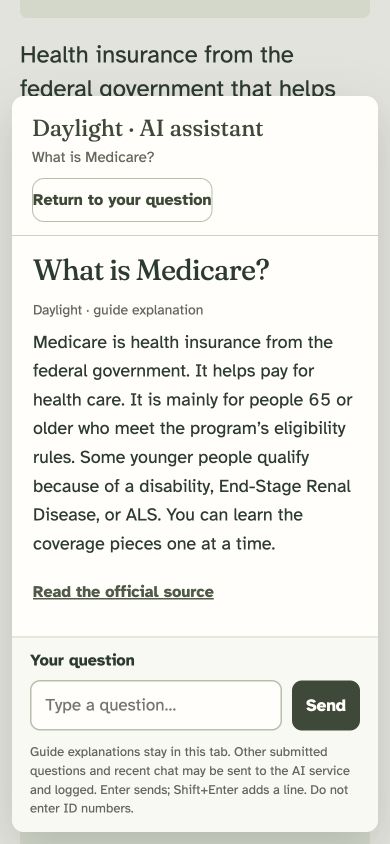 Health insurance from the
federal government that helps
Daylight · AI assistant
What is Medicare?
Return to your question
What is Medicare?
Daylight · guide explanation
Medicare is health insurance from the
federal government. It helps pay for
health care. It is mainly for people 65 or
older who meet the program’s eligibility
rules. Some younger people qualify
because of a disability, End-Stage Renal
Disease, or ALS. You can learn the
coverage pieces one at a time.
Read the official source
Your question
Type a question...
Send
Guide explanations stay in this tab. Other submitted
questions and recent chat may be sent to the AI service
and logged. Enter sends; Shift+Enter adds a line. Do not
enter ID numbers.